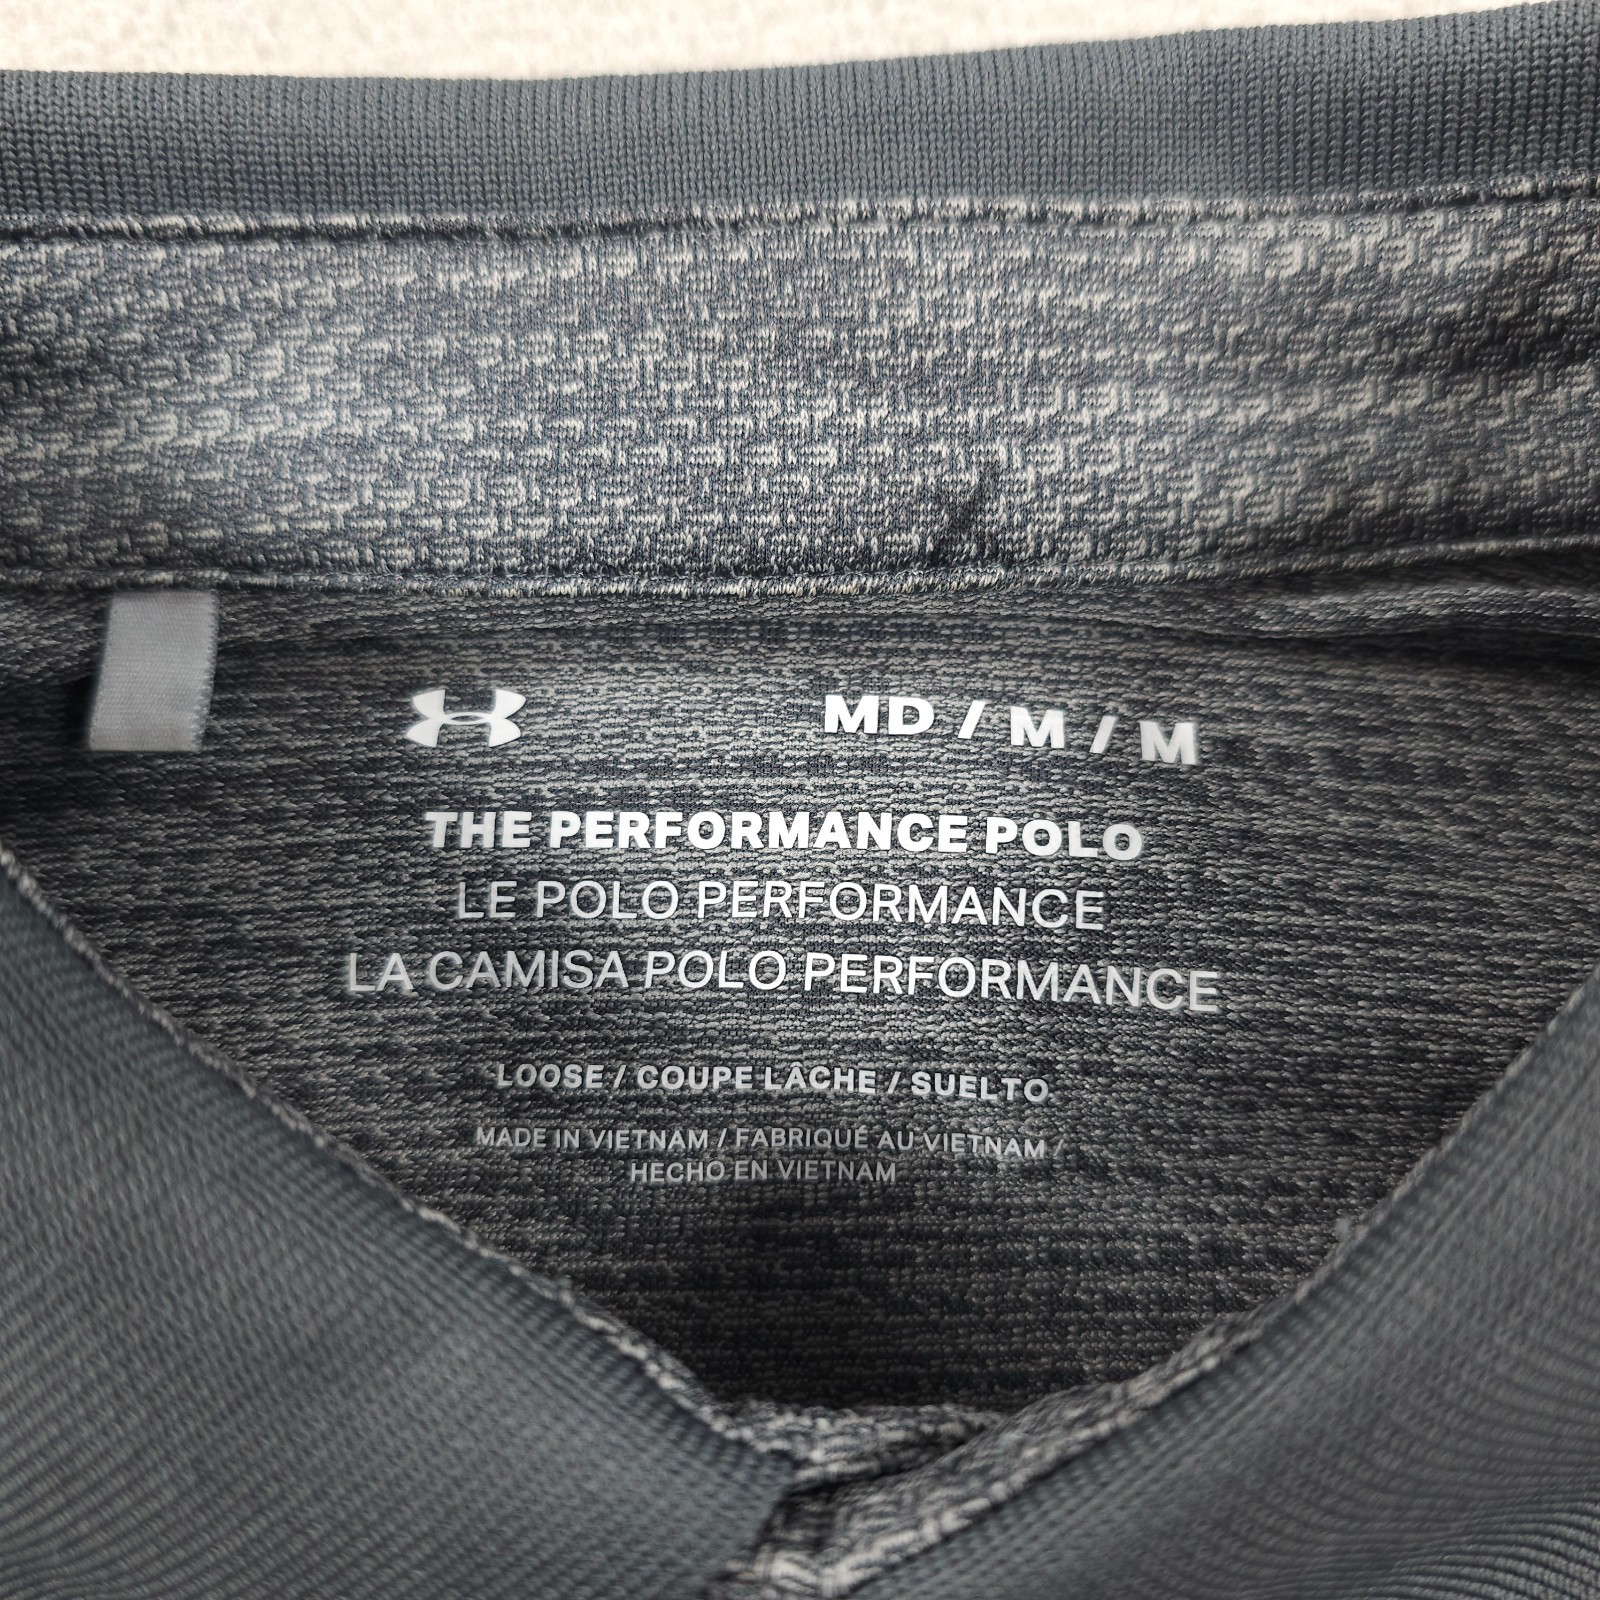 MD / M / M
THE PERFORMANCE POLO
LE POLO PERFORMANCE
LA CAMISA POLO PERFORMANCE
LOOSE / COUPE LÂCHE / SUELTO
MADE IN VIETNAM / FABRIQUÉ AU VIETNAM /
HECHO EN VIETNAM